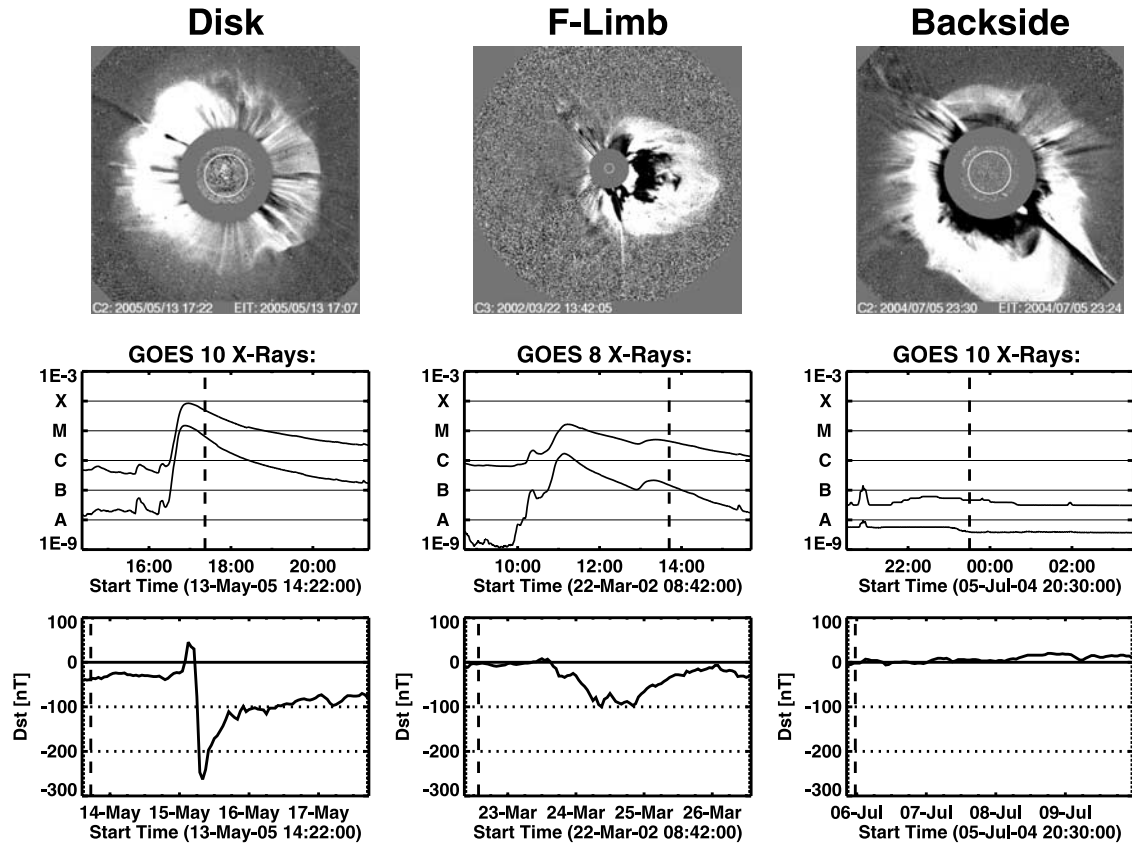 Disk
F-Limb
Backside
C2: 2005/05/13 17:22 EIT: 2005/05/13 17:07
C3: 2002/03/22 13:42:05
C2: 2004/07/05 23:30 EIT: 2004/07/05 23:24
GOES 10 X-Rays:
1E-3
X
M
C
B
A
1E-9
16:00 18:00 20:00
Start Time (13-May-05 14:22:00)
GOES 8 X-Rays:
10:00 12:00 14:00
Start Time (22-Mar-02 08:42:00)
GOES 10 X-Rays:
1E-3
X
M
C
B
A
1E-9
22:00 00:00 02:00
Start Time (05-Jul-04 20:30:00)
Dst [nT]
100
0
-100
-200
-300
14-May 15-May 16-May 17-May
Start Time (13-May-05 14:22:00)
Dst [nT]
100
0
-100
-200
-300
23-Mar 24-Mar 25-Mar 26-Mar
Start Time (22-Mar-02 08:42:00)
Dst [nT]
100
0
-100
-200
-300
06-Jul 07-Jul 08-Jul 09-Jul
Start Time (05-Jul-04 20:30:00)